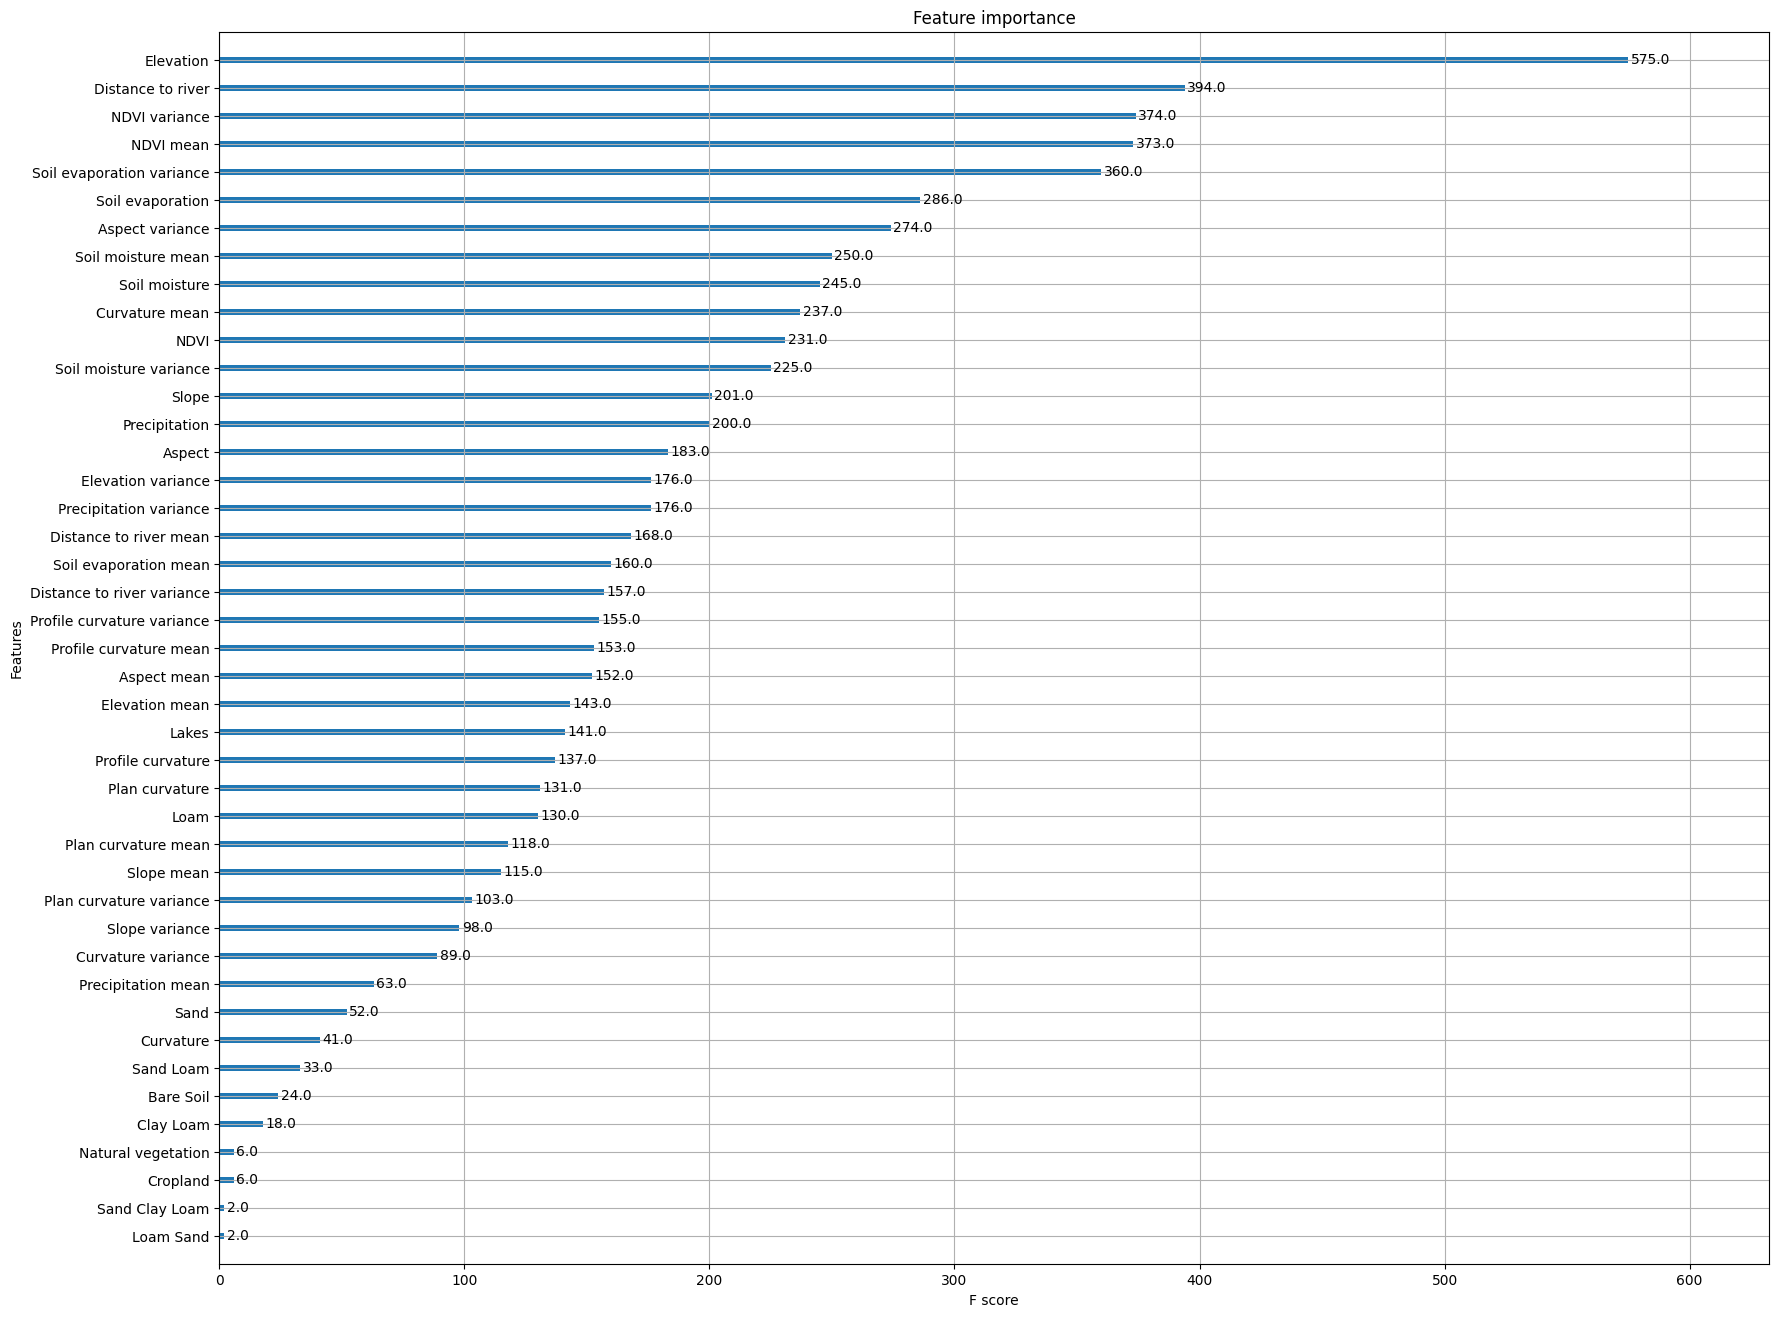 Feature importance
Elevation 575.0
Distance to river 394.0
NDVI variance 374.0
NDVI mean 373.0
Soil evaporation variance 360.0
Soil evaporation 286.0
Aspect variance 274.0
Soil moisture mean 250.0
Soil moisture 245.0
Curvature mean 237.0
NDVI 231.0
Soil moisture variance 225.0
Slope 201.0
Precipitation 200.0
Aspect 183.0
Elevation variance 176.0
Precipitation variance 176.0
Distance to river mean 168.0
Soil evaporation mean 160.0
Distance to river variance 157.0
Profile curvature variance 155.0
Profile curvature mean 153.0
Aspect mean 152.0
Elevation mean 143.0
Lakes 141.0
Profile curvature 137.0
Plan curvature 131.0
Loam 130.0
Plan curvature mean 118.0
Slope mean 115.0
Plan curvature variance 103.0
Slope variance 98.0
Curvature variance 89.0
Precipitation mean 63.0
Sand 52.0
Curvature 41.0
Sand Loam 33.0
Bare Soil 24.0
Clay Loam 18.0
Natural vegetation 6.0
Cropland 6.0
Sand Clay Loam 2.0
Loam Sand 2.0
Features
0 100 200 300 400 500 600
F score